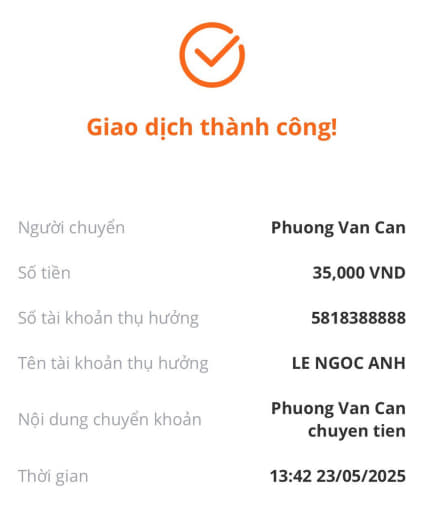 Giao dịch thành công!
Người chuyển Phuong Van Can
Số tiền 35,000 VND
Số tài khoản thụ hưởng 5818388888
Tên tài khoản thụ hưởng LE NGOC ANH
Nội dung chuyển khoản Phuong Van Can
chuyen tien
Thời gian 13:42 23/05/2025